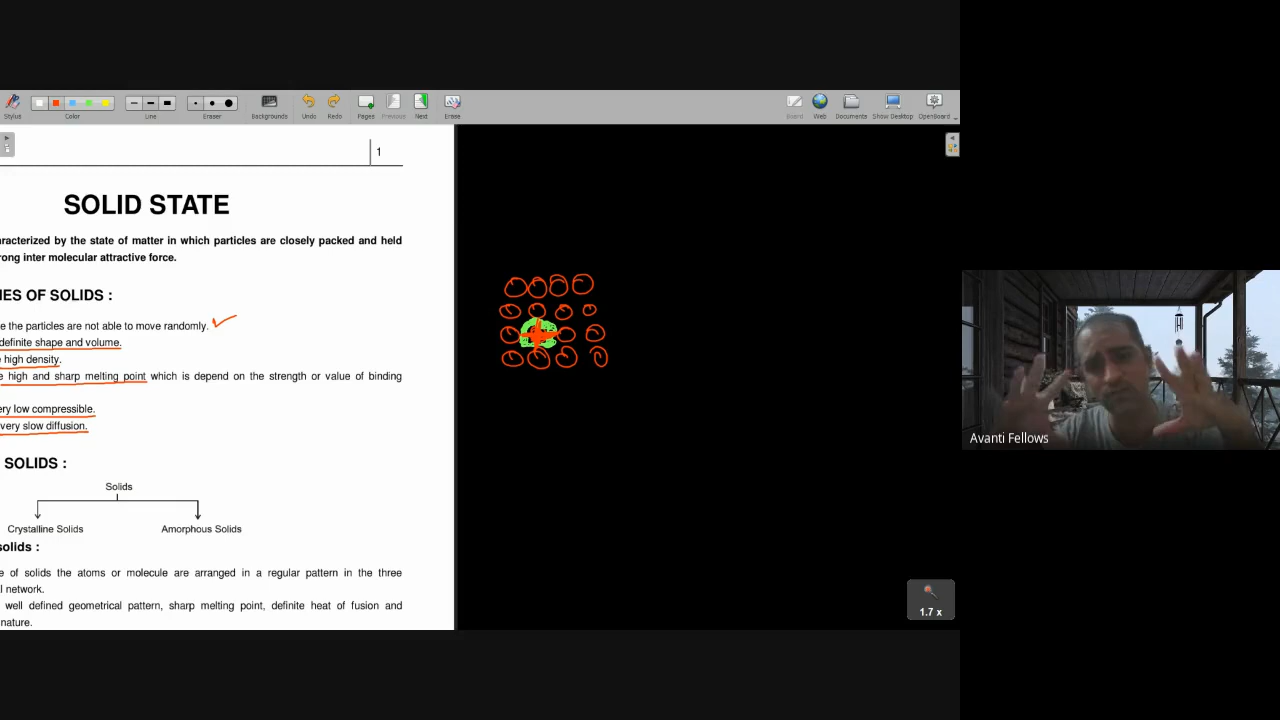 Stylus Color Line Eraser Backgrounds Undo Redo Pages Previous Next Erase Board Web Documents Show Desktop OpenBoard
1
SOLID STATE
aracterized by the state of matter in which particles are closely packed and held
rong inter molecular attractive force.
IES OF SOLIDS :
e the particles are not able to move randomly.
definite shape and volume.
e high density.
e high and sharp melting point which is depend on the strength or value of binding
ery low compressible.
very slow diffusion.
SOLIDS :
Solids
Crystalline Solids Amorphous Solids
solids :
e of solids the atoms or molecule are arranged in a regular pattern in the three
l network.
well defined geometrical pattern, sharp melting point, definite heat of fusion and
nature.
1.7 x
Avanti Fellows